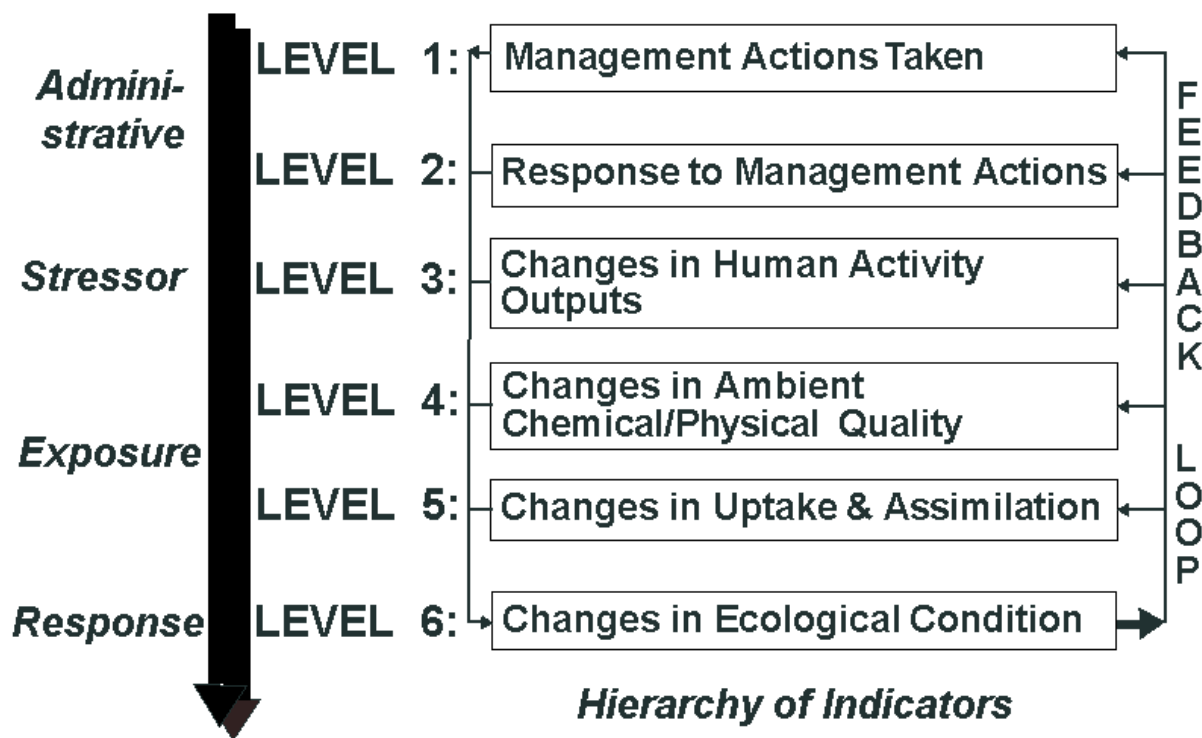 Admini-
strative
Stressor
Exposure
Response
LEVEL 1: Management Actions Taken
LEVEL 2: Response to Management Actions
LEVEL 3: Changes in Human Activity
Outputs
LEVEL 4: Changes in Ambient
Chemical/Physical Quality
LEVEL 5: Changes in Uptake & Assimilation
LEVEL 6: Changes in Ecological Condition
FEEDBACK LOOP
Hierarchy of Indicators